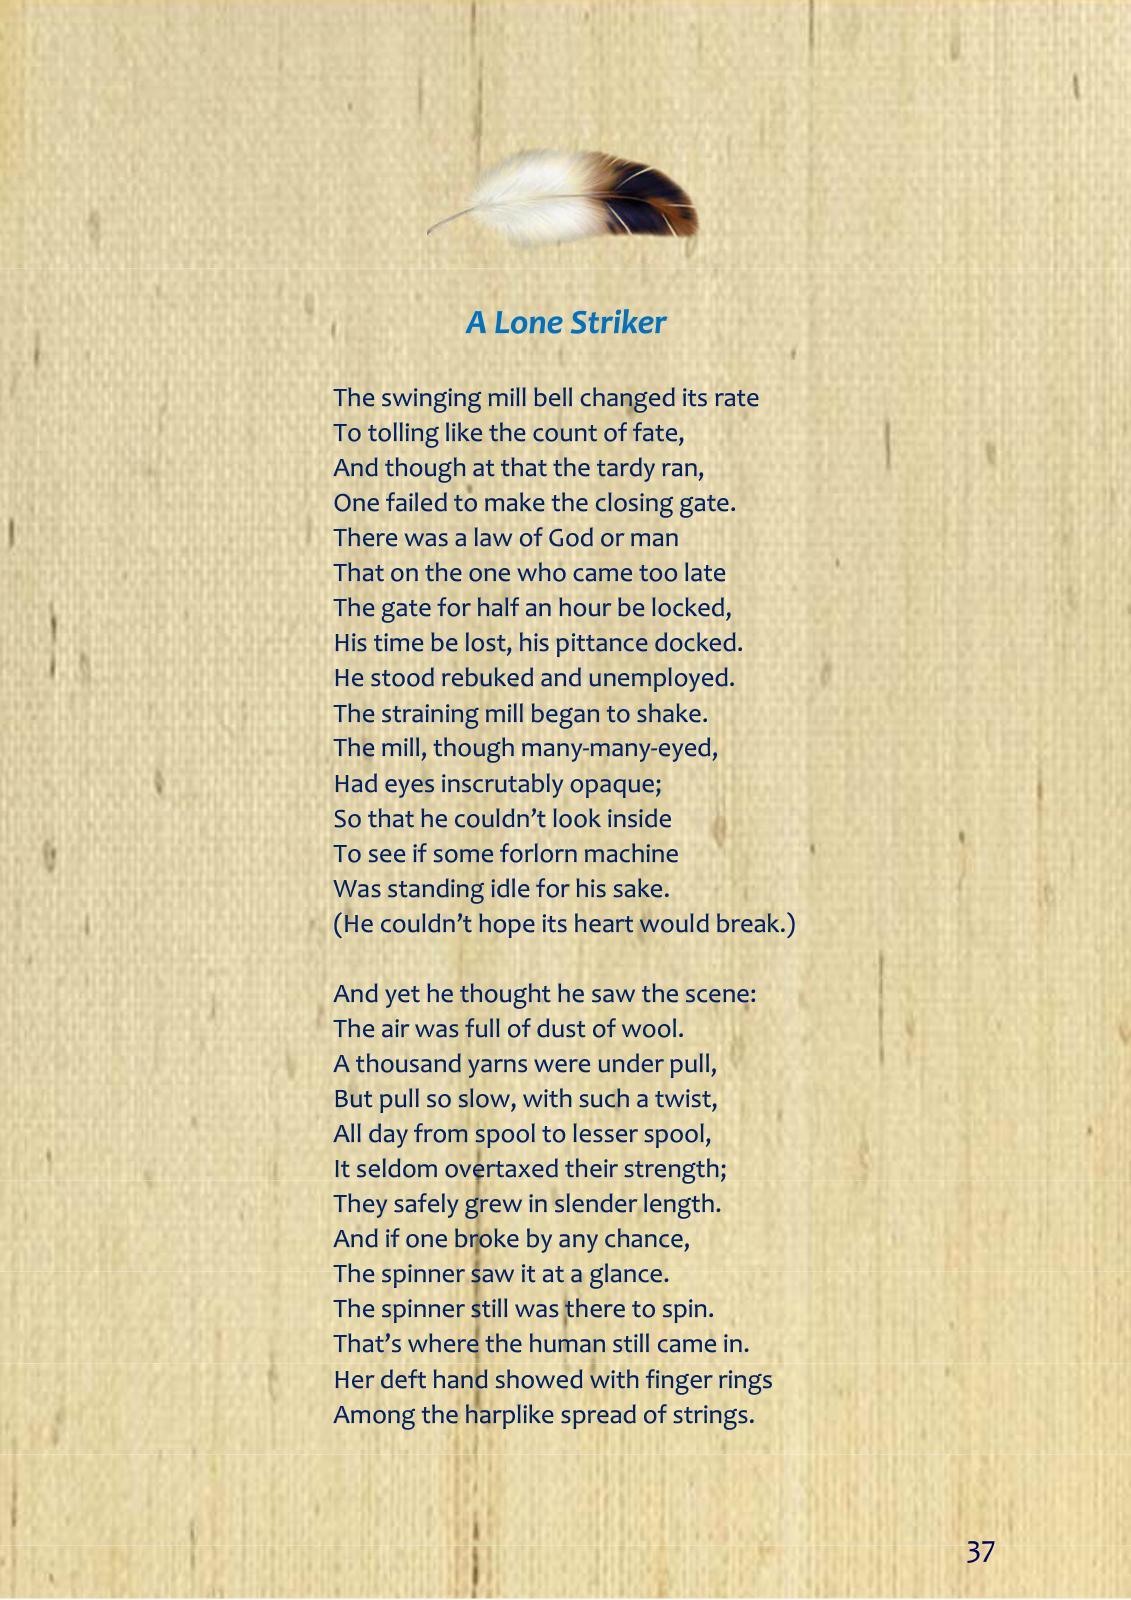 A Lone Striker
The swinging mill bell changed its rate
To tolling like the count of fate,
And though at that the tardy ran,
One failed to make the closing gate.
There was a law of God or man
That on the one who came too late
The gate for half an hour be locked,
His time be lost, his pittance docked.
He stood rebuked and unemployed.
The straining mill began to shake.
The mill, though many-many-eyed,
Had eyes inscrutably opaque;
So that he couldn’t look inside
To see if some forlorn machine
Was standing idle for his sake.
(He couldn’t hope its heart would break.)
And yet he thought he saw the scene:
The air was full of dust of wool.
A thousand yarns were under pull,
But pull so slow, with such a twist,
All day from spool to lesser spool,
It seldom overtaxed their strength;
They safely grew in slender length.
And if one broke by any chance,
The spinner saw it at a glance.
The spinner still was there to spin.
That’s where the human still came in.
Her deft hand showed with finger rings
Among the harplike spread of strings.
37